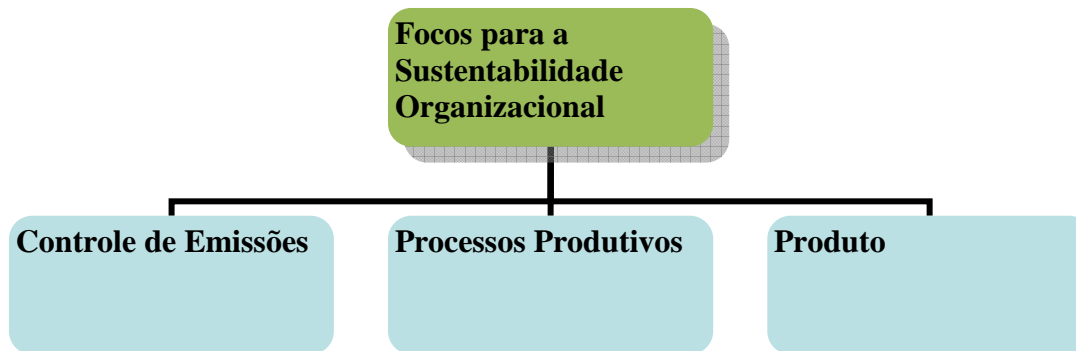 Focos para a
Sustentabilidade
Organizacional
Controle de Emissões
Processos Produtivos
Produto